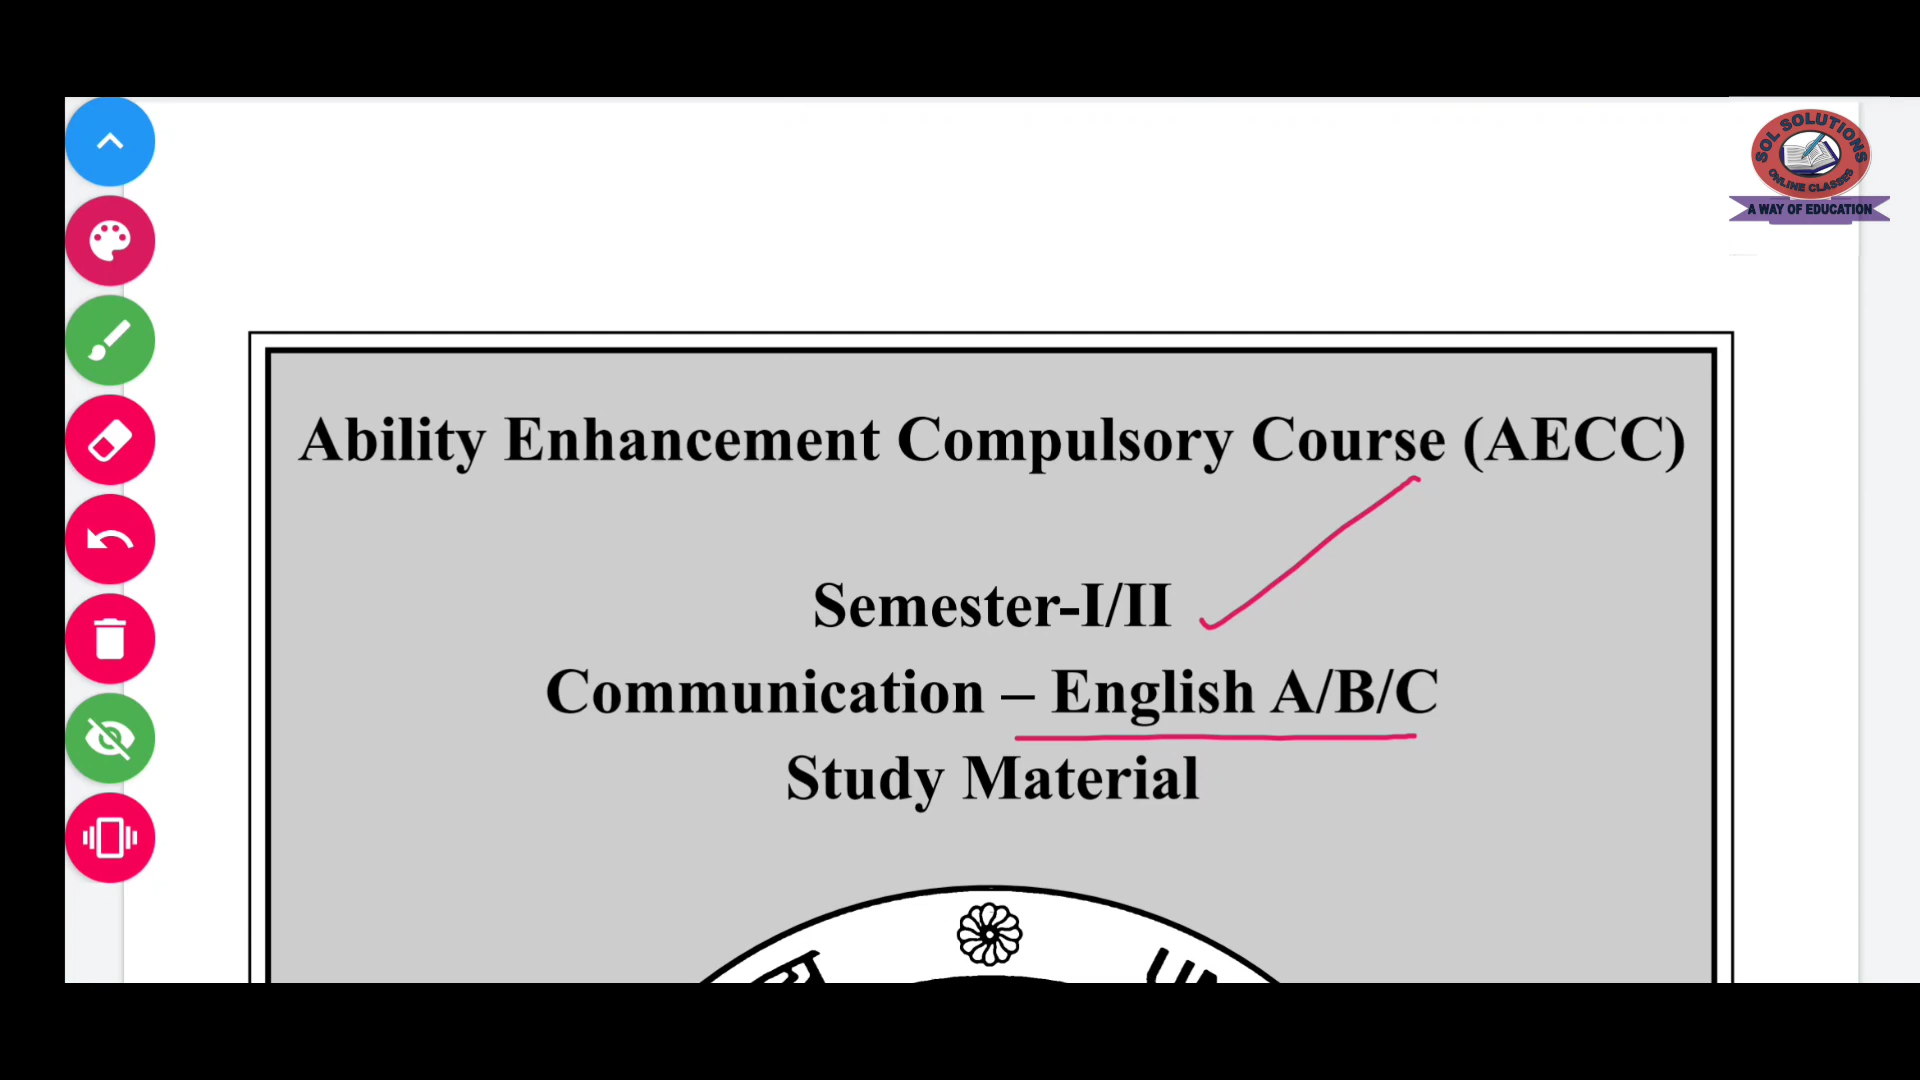 SOL SOLUTIONS
ONLINE CLASSES
A WAY OF EDUCATION
Ability Enhancement Compulsory Course (AECC)
Semester-I/II
Communication – English A/B/C
Study Material